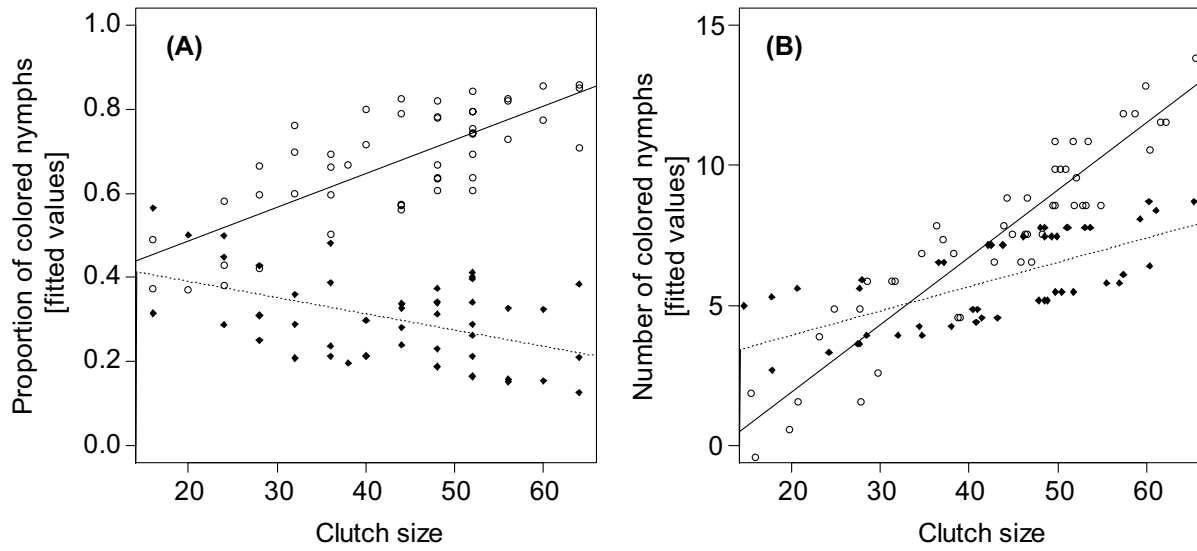 (A)
Proportion of colored nymphs
[fitted values]
1.0
0.8
0.6
0.4
0.2
0.0
20 30 40 50 60
Clutch size
(B)
Number of colored nymphs
[fitted values]
15
10
5
0
20 30 40 50 60
Clutch size